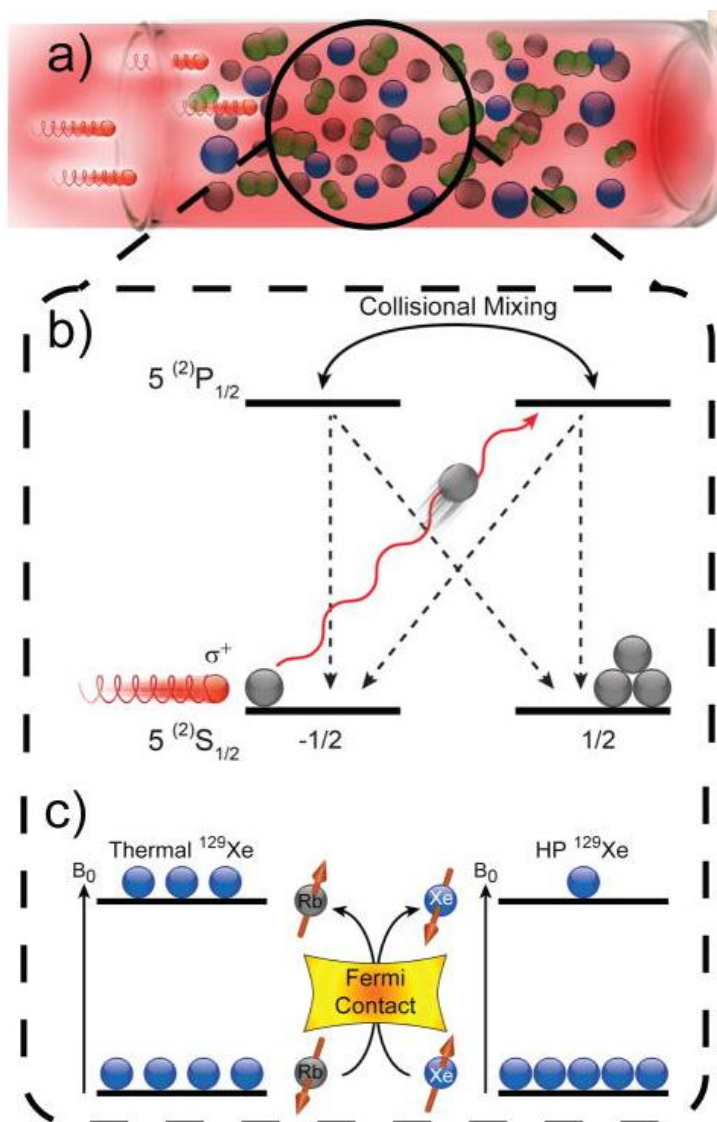 a)
b)
Collisional Mixing
5 ⁽²⁾P₁/₂
σ⁺
5 ⁽²⁾S₁/₂
-1/2
1/2
c)
Thermal ¹²⁹Xe
HP ¹²⁹Xe
B₀
B₀
Rb
Xe
Fermi
Contact
Rb
Xe